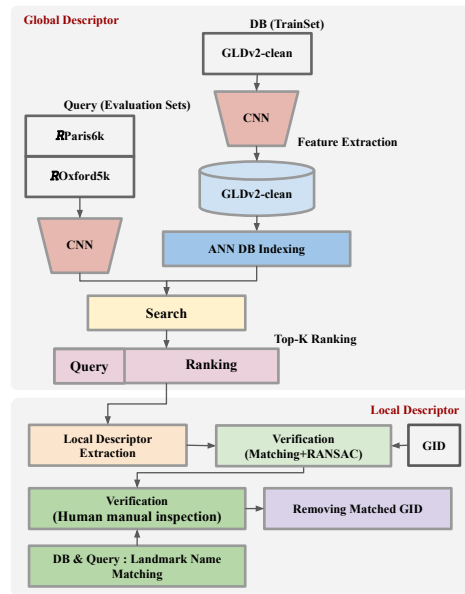 Global Descriptor
DB (TrainSet)
GLDv2-clean
Query (Evaluation Sets)
RParis6k
ROxford5k
CNN
Feature Extraction
GLDv2-clean
CNN
ANN DB Indexing
Search
Top-K Ranking
Query
Ranking
Local Descriptor
Local Descriptor
Extraction
Verification
(Matching+RANSAC)
GID
Verification
(Human manual inspection)
Removing Matched GID
DB & Query : Landmark Name
Matching